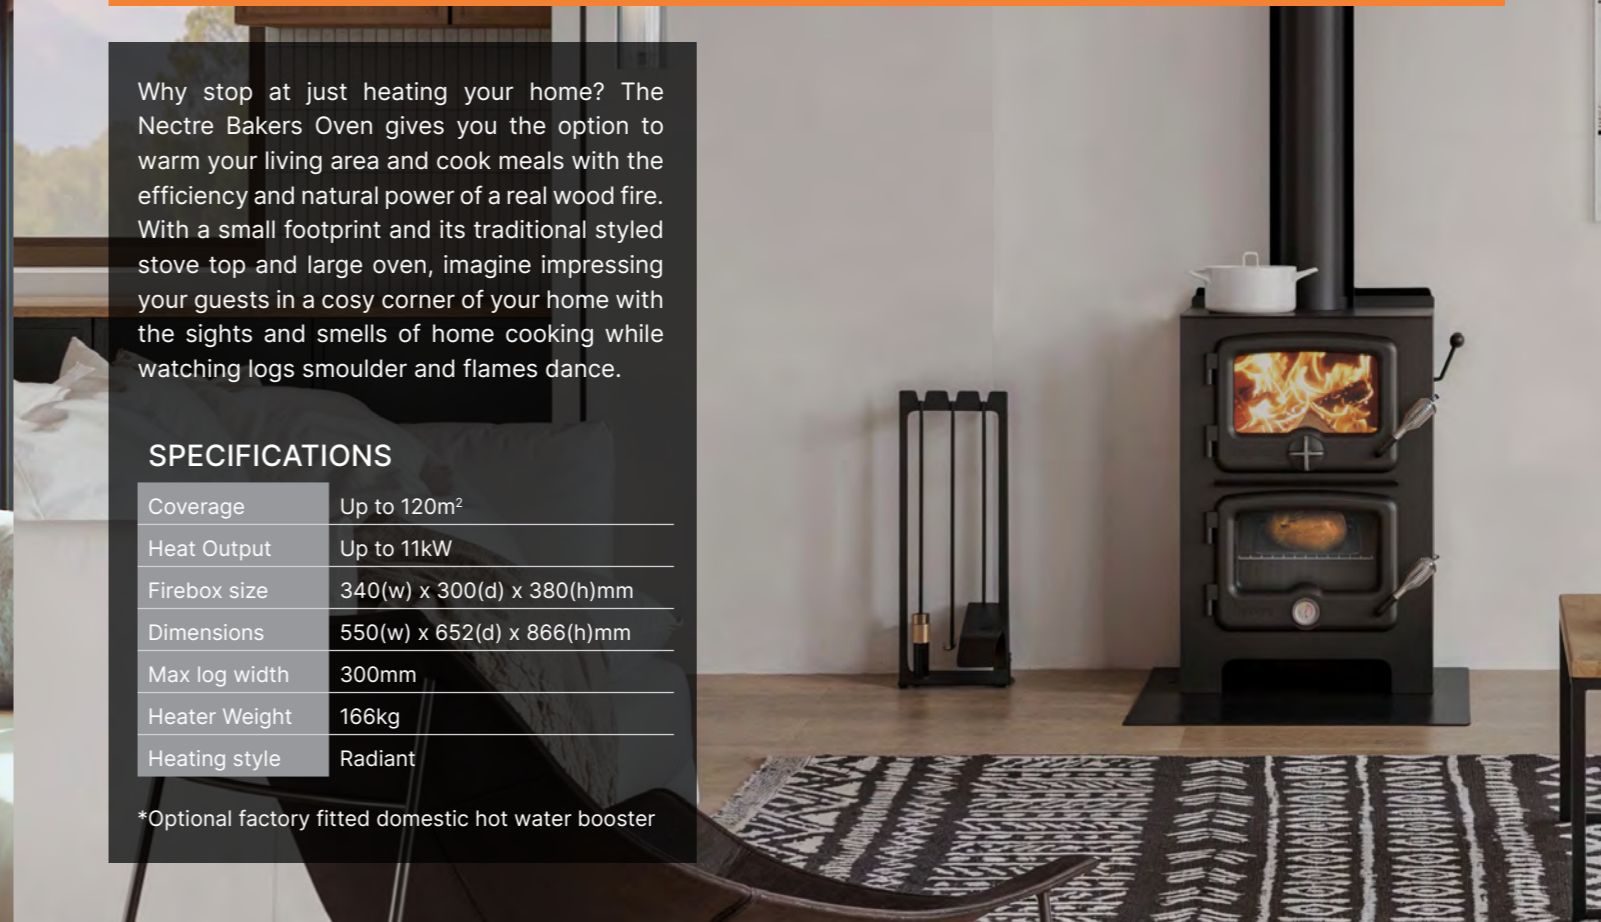 Why stop at just heating your home? The
Nectre Bakers Oven gives you the option to
warm your living area and cook meals with the
efficiency and natural power of a real wood fire.
With a small footprint and its traditional styled
stove top and large oven, imagine impressing
your guests in a cosy corner of your home with
the sights and smells of home cooking while
watching logs smoulder and flames dance.
SPECIFICATIONS
Coverage Up to 120m²
Heat Output Up to 11kW
Firebox size 340(w) x 300(d) x 380(h)mm
Dimensions 550(w) x 652(d) x 866(h)mm
Max log width 300mm
Heater Weight 166kg
Heating style Radiant
*Optional factory fitted domestic hot water booster